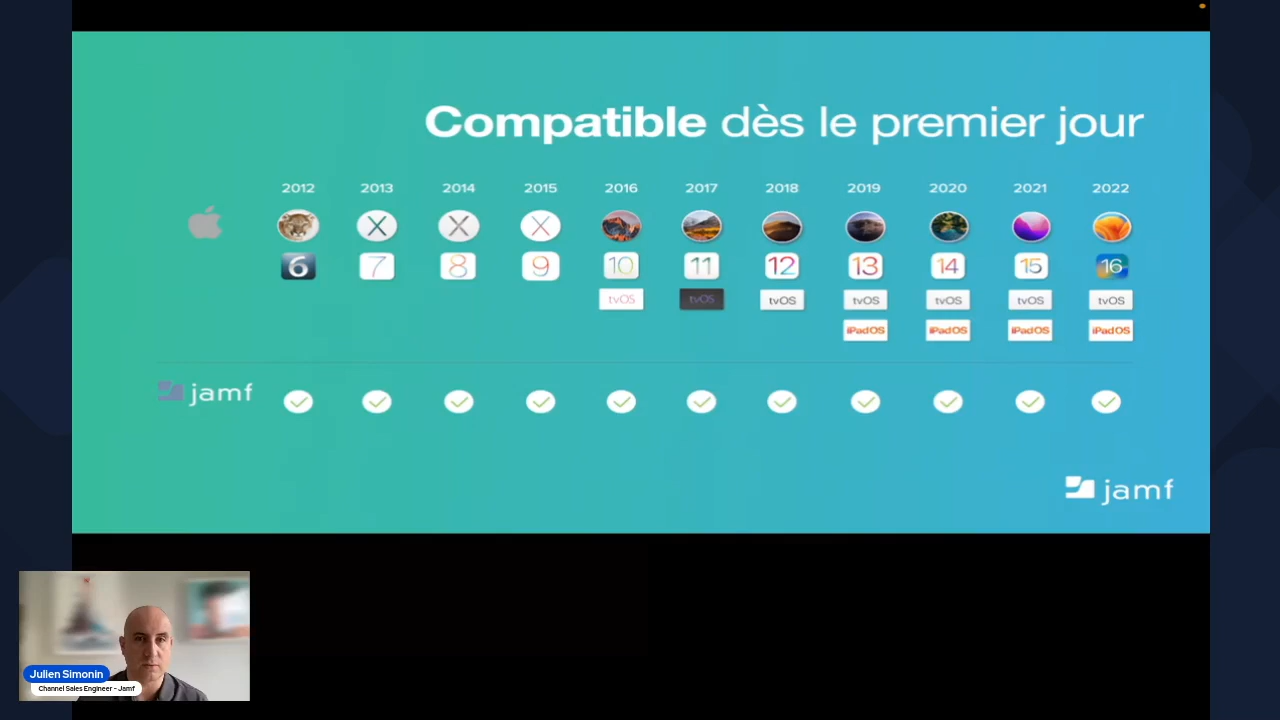 Compatible dès le premier jour
2012 2013 2014 2015 2016 2017 2018 2019 2020 2021 2022
X X X
6 7 8 9 10 11 12 13 14 15 16
tvOS tvOS tvOS tvOS tvOS tvOS tvOS
iPadOS iPadOS iPadOS iPadOS
jamf
jamf
Julien Simonin
Channel Sales Engineer - Jamf